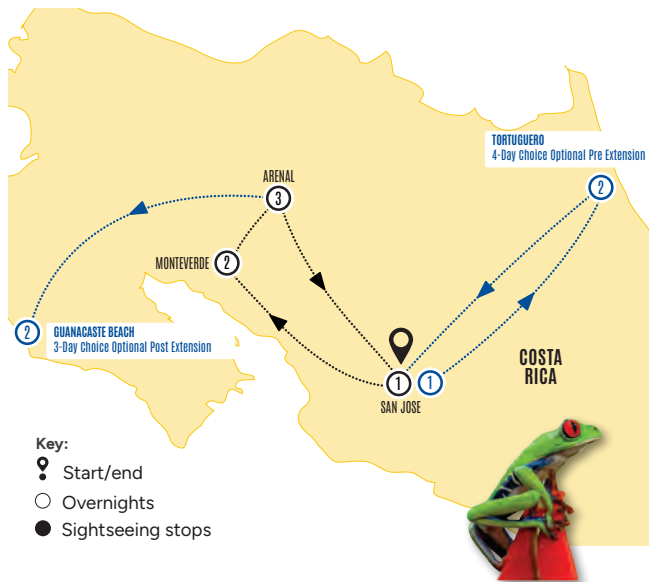 TORTUGUERO
4-Day Choice Optional Pre Extension
2
ARENAL
3
MONTEVERDE
2
2
GUANACASTE BEACH
3-Day Choice Optional Post Extension
COSTA
RICA
1
1
SAN JOSE
Key:
Start/end
Overnights
Sightseeing stops